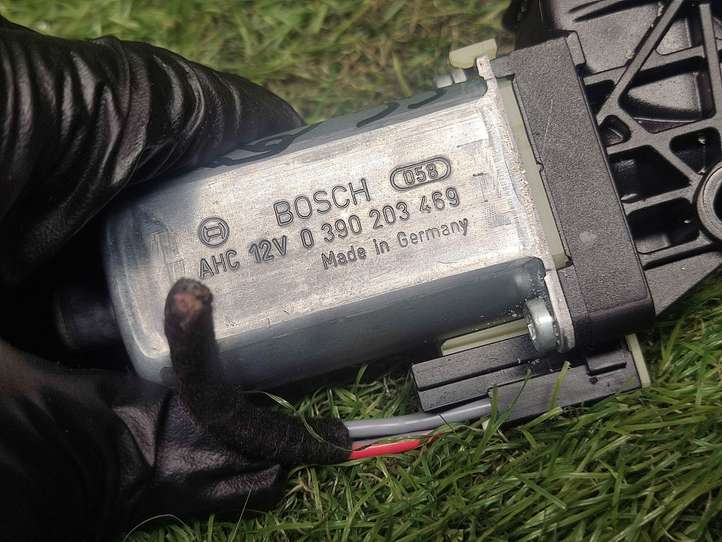 BOSCH 058
AHC 12V 0 390 203 469
Made in Germany